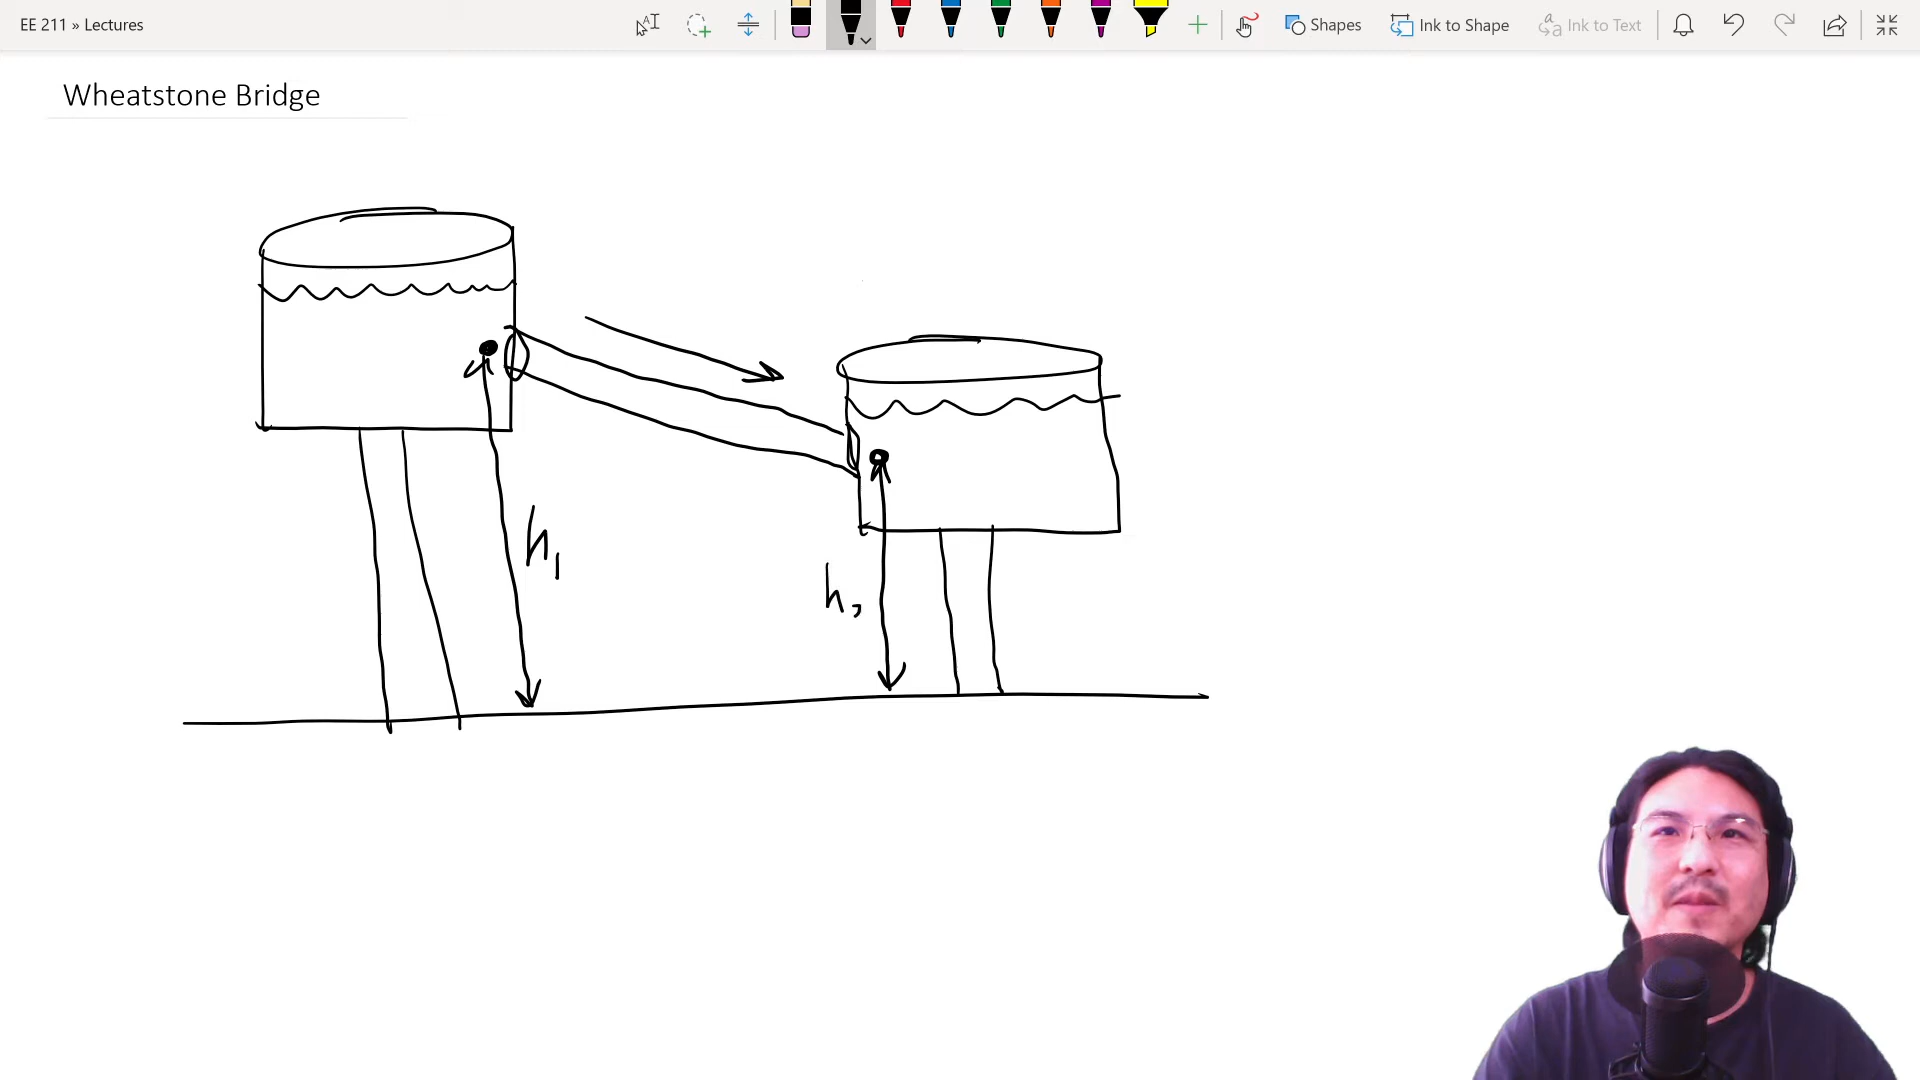 EE 211 » Lectures
Shapes
Ink to Shape
Ink to Text
Wheatstone Bridge
h1
h2